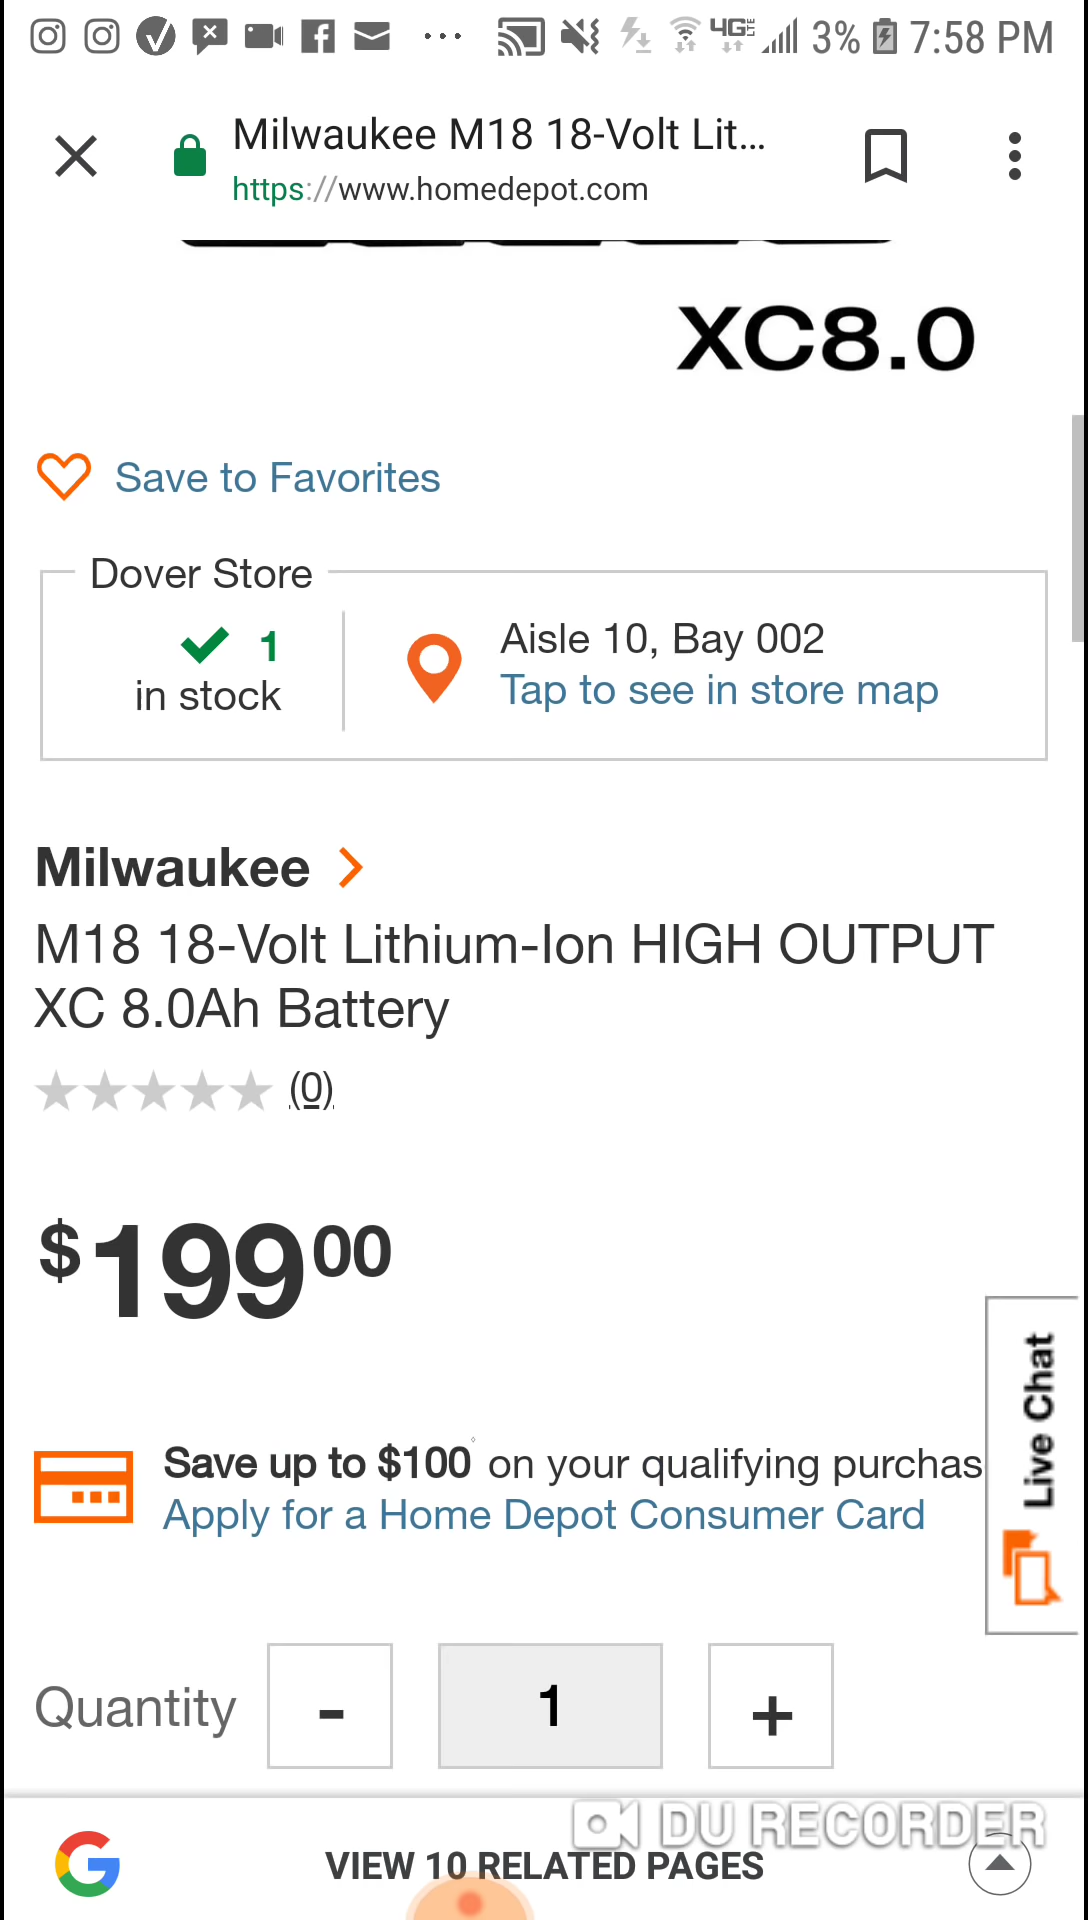 3% 7:58 PM
Milwaukee M18 18-Volt Lit...
https://www.homedepot.com
XC8.0
Save to Favorites
Dover Store
1
in stock
Aisle 10, Bay 002
Tap to see in store map
Milwaukee
M18 18-Volt Lithium-Ion HIGH OUTPUT
XC 8.0Ah Battery
(0)
$199 00
Live Chat
Save up to $100 on your qualifying purchas
Apply for a Home Depot Consumer Card
Quantity - 1 +
DU RECORDER
VIEW 10 RELATED PAGES